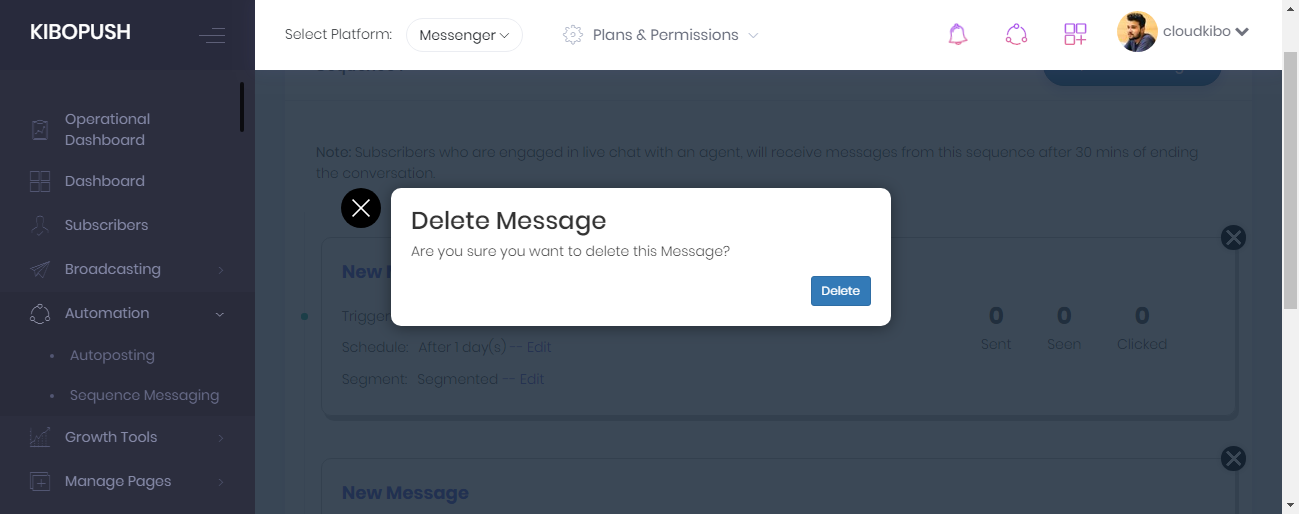 KIBOPUSH
Select Platform: Messenger
Plans & Permissions
cloudkibo
Operational
Dashboard
Dashboard
Subscribers
Broadcasting
Automation
Autoposting
Sequence Messaging
Growth Tools
Manage Pages
Note: Subscribers who are engaged in live chat with an agent, will receive messages from this sequence after 30 mins of ending
the conversation.
Delete Message
Are you sure you want to delete this Message?
Delete
New
Trigger
Schedule: After 1 day(s) -- Edit
Segment: Segmented -- Edit
0 0 0
Sent Seen Clicked
New Message